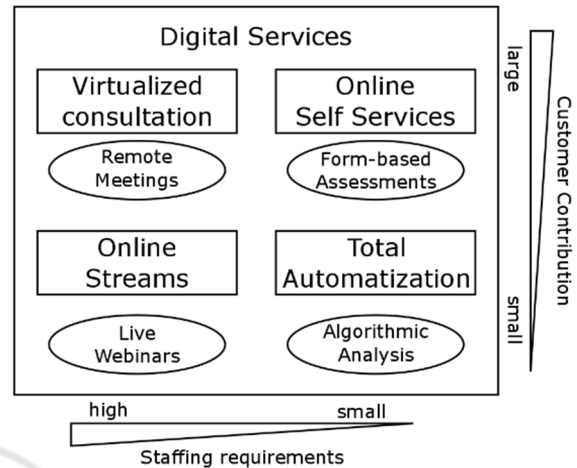 Digital Services
Virtualized
consultation
Online
Self Services
Remote
Meetings
Form-based
Assessments
Online
Streams
Total
Automatization
Live
Webinars
Algorithmic
Analysis
large
small
Customer Contribution
high
small
Staffing requirements